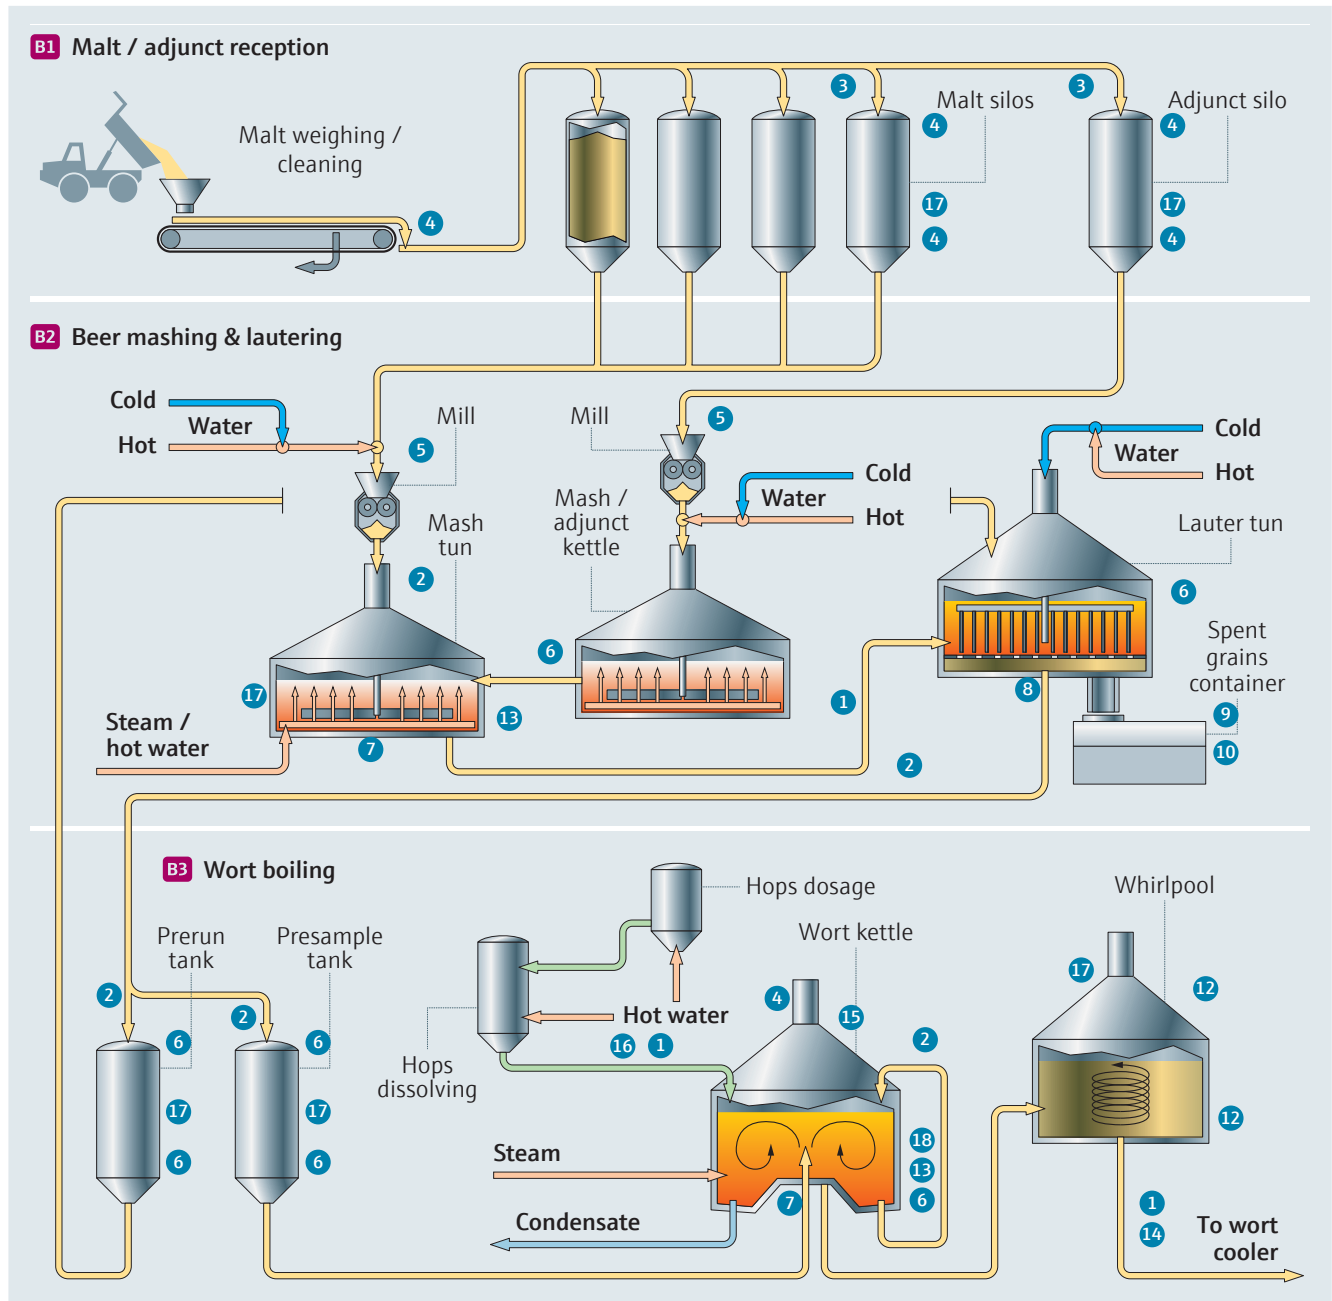 B1 Malt / adjunct reception
Malt weighing /
cleaning
4
3
Malt silos
4
17
4
3
Adjunct silo
4
17
4
B2 Beer mashing & lautering
Cold
Water
Hot
5
Mill
Mill
5
Cold
Water
Hot
Cold
Water
Hot
Mash
tun
2
Mash /
adjunct
kettle
Lauter tun
6
6
17
13
7
Steam /
hot water
1
2
8
Spent
grains
container
9
10
B3 Wort boiling
Prerun
tank
Presample
tank
2
2
6
17
6
6
17
6
Hops dosage
Hot water
16
1
Hops
dissolving
Wort kettle
4
15
2
18
13
6
7
Steam
Condensate
Whirlpool
17
12
12
1
14
To wort
cooler